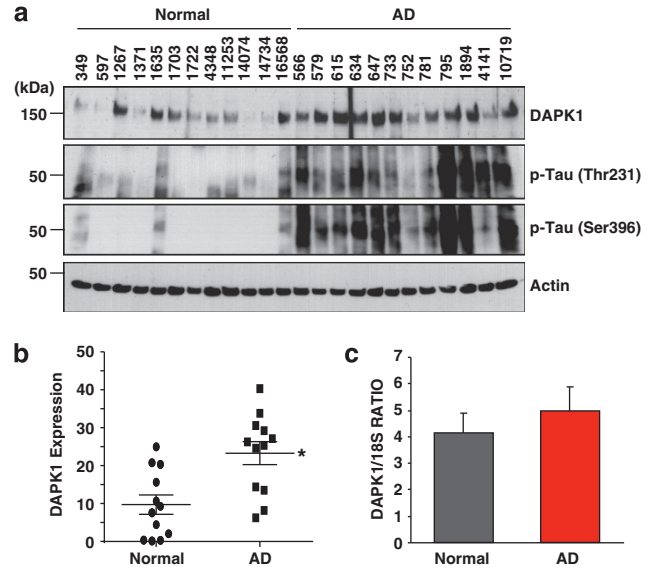 a
Normal AD
349 597 1267 1371 1635 1703 1722 4348 11253 14074 14734 16568 566 579 615 634 647 733 752 781 795 1894 4141 10719
(kDa)
150 DAPK1
50 p-Tau (Thr231)
50 p-Tau (Ser396)
50 Actin
b
DAPK1 Expression
50
40
30
20
10
0
*
Normal AD
c
DAPK1/18S RATIO
7
6
5
4
3
2
1
0
Normal AD